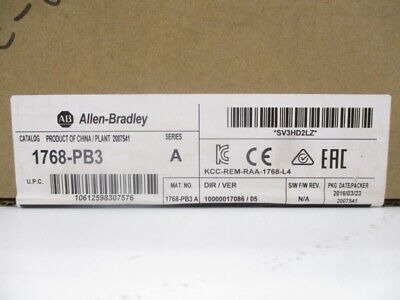 AB Allen-Bradley
CATALOG PRODUCT OF CHINA / PLANT 2007541 SERIES
1768-PB3 A
U.P.C.
10612598307576
MAT. NO.
1768-PB3 A
*SV3HD2LZ*
CE EAC
KCC-REM-RAA-1768-L4
DIR / VER S/W F/W REV. PKG DATE/PACKER
10000017086 / 05 N/A 2016/03/23
2007541